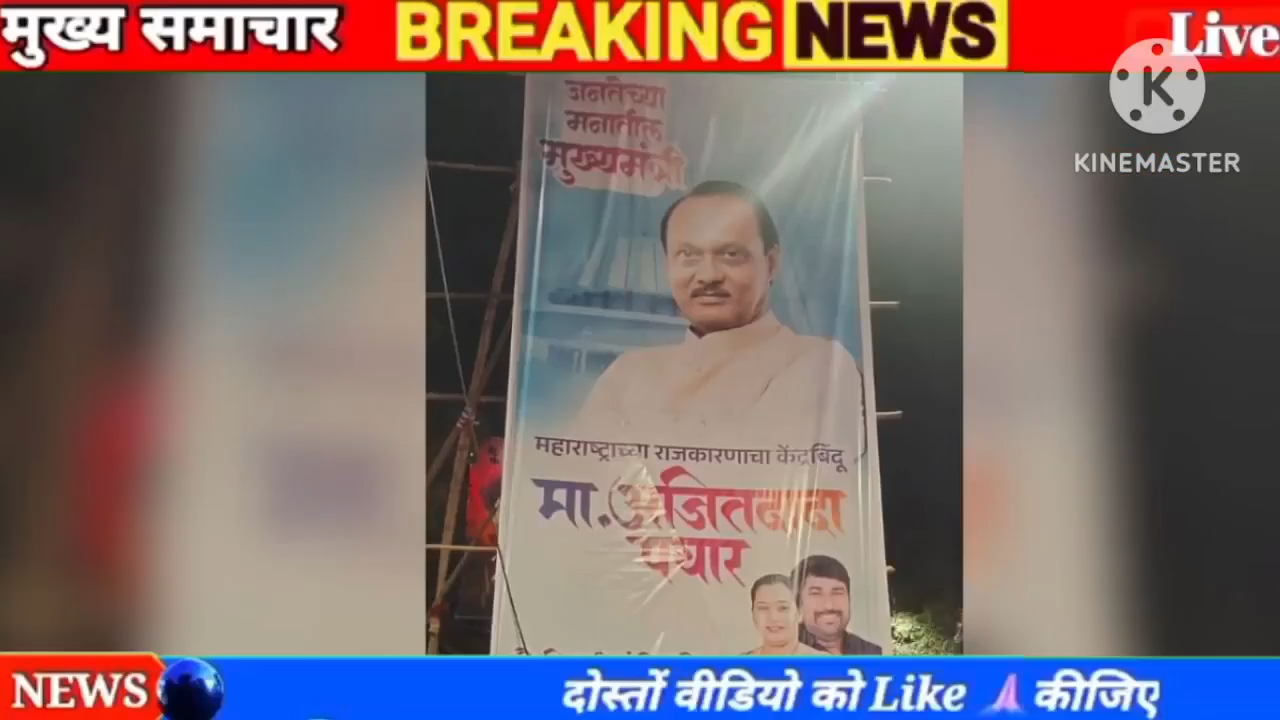 मुख्य समाचार BREAKING NEWS Live
KINEMASTER
जनतेच्या
मनातील
मुख्यमंत्री
महाराष्ट्राच्या राजकारणाचा केंद्रबिंदू
मा. अजितदादा
पवार
NEWS दोस्तों वीडियो को Like कीजिए